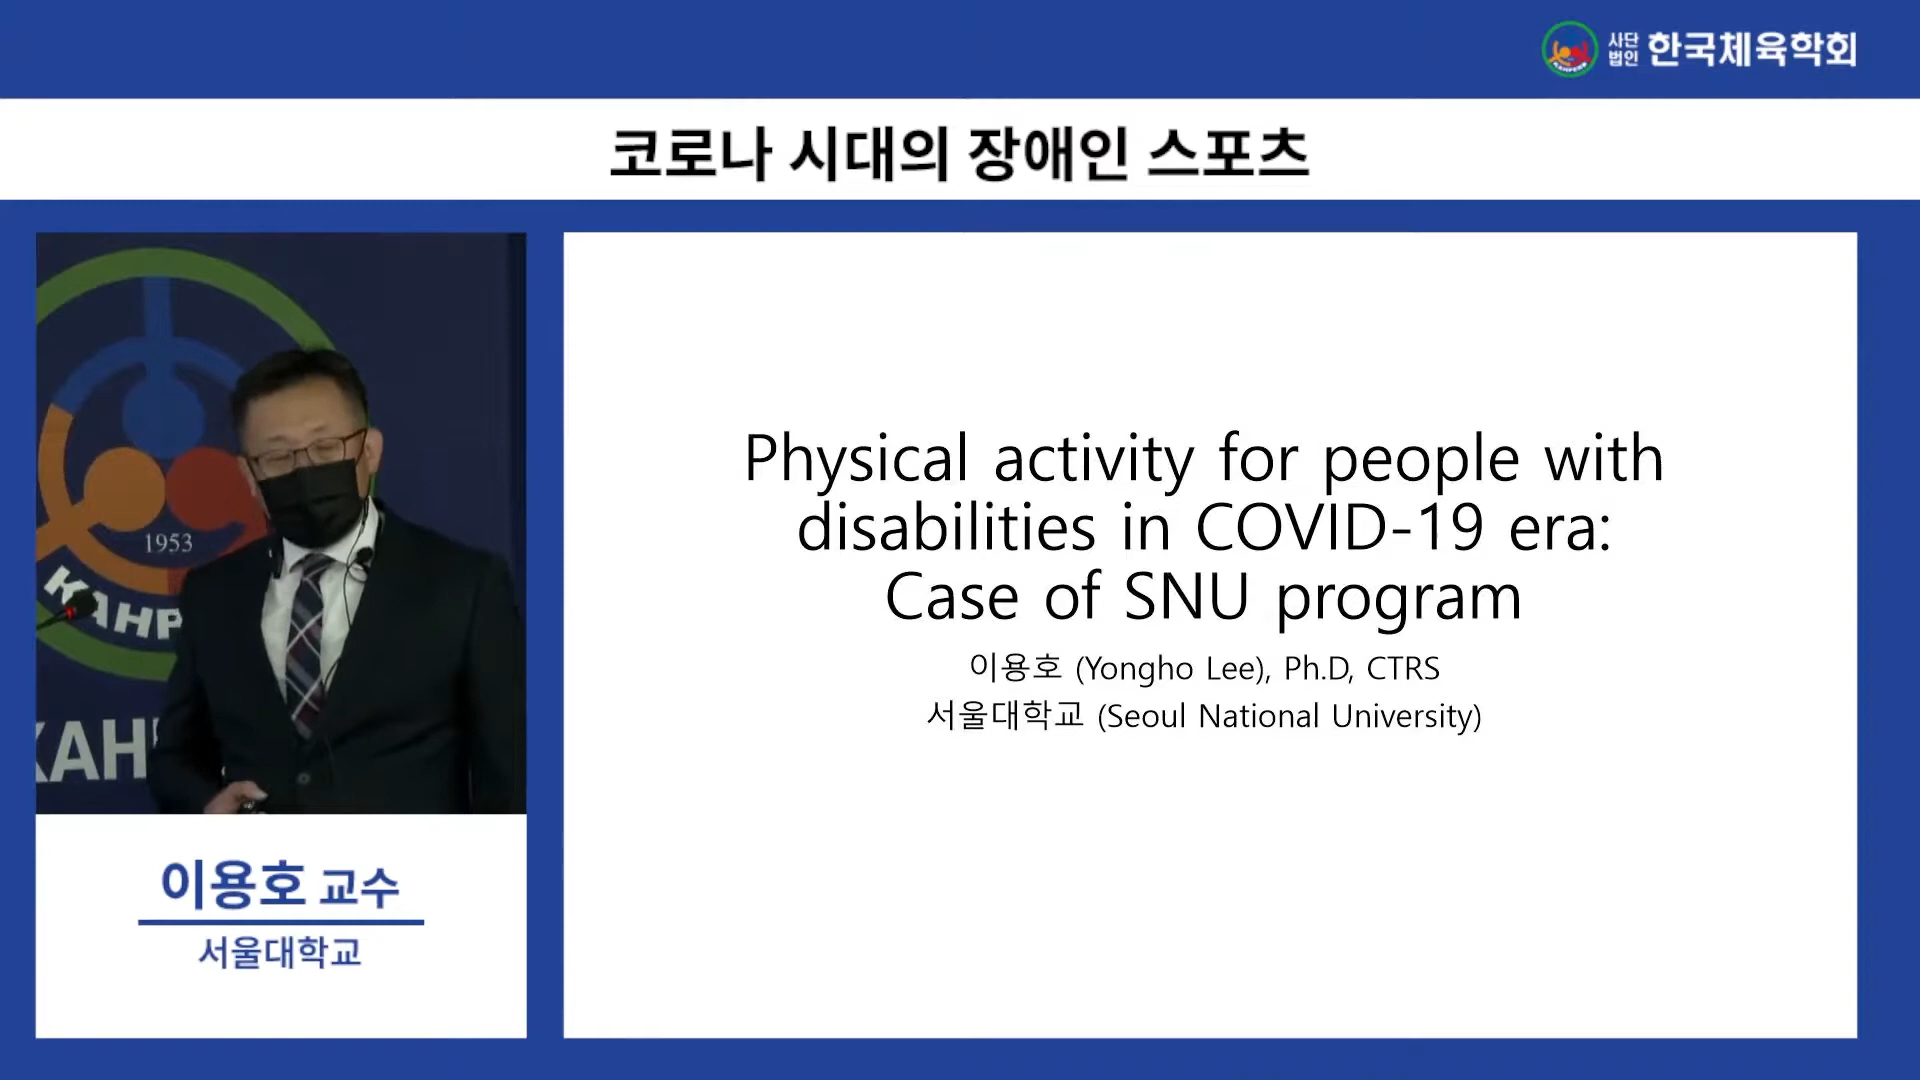 사단
법인 한국체육학회
코로나 시대의 장애인 스포츠
1953
KAHP
KAH
이용호 교수
서울대학교
Physical activity for people with
disabilities in COVID-19 era:
Case of SNU program
이용호 (Yongho Lee), Ph.D, CTRS
서울대학교 (Seoul National University)